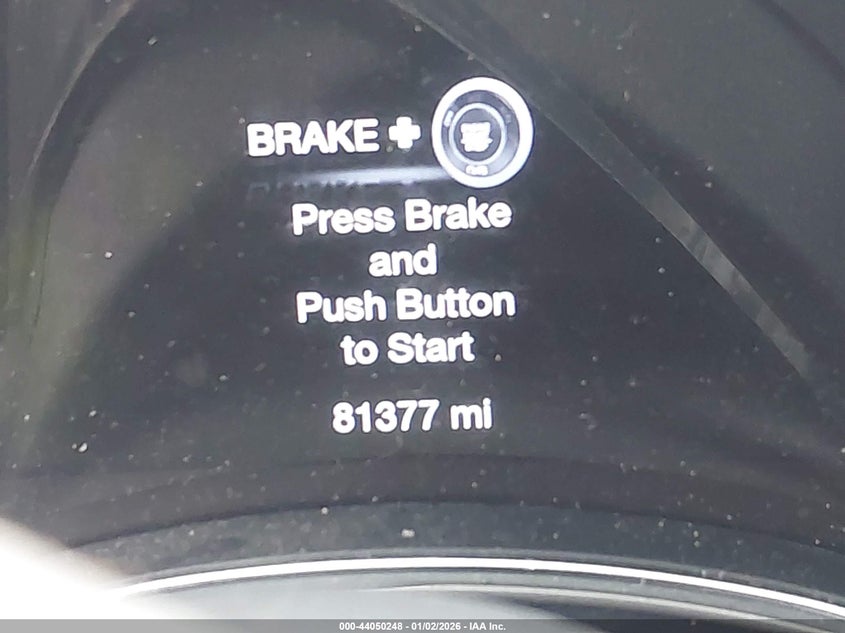 BRAKE +
Press Brake
and
Push Button
to Start
81377 mi
000-44050248 - 01/02/2026 - IAA Inc.